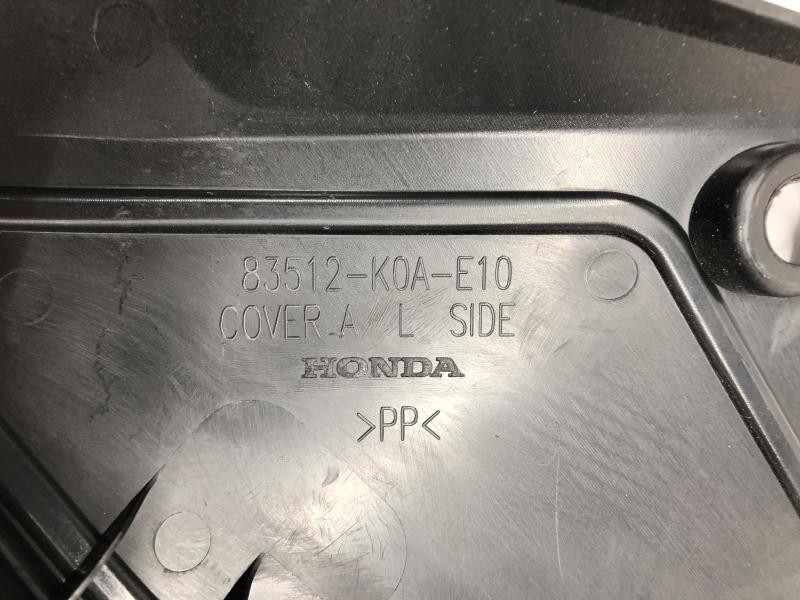 83512-K0A-E10
COVER A L SIDE
HONDA
>PP<